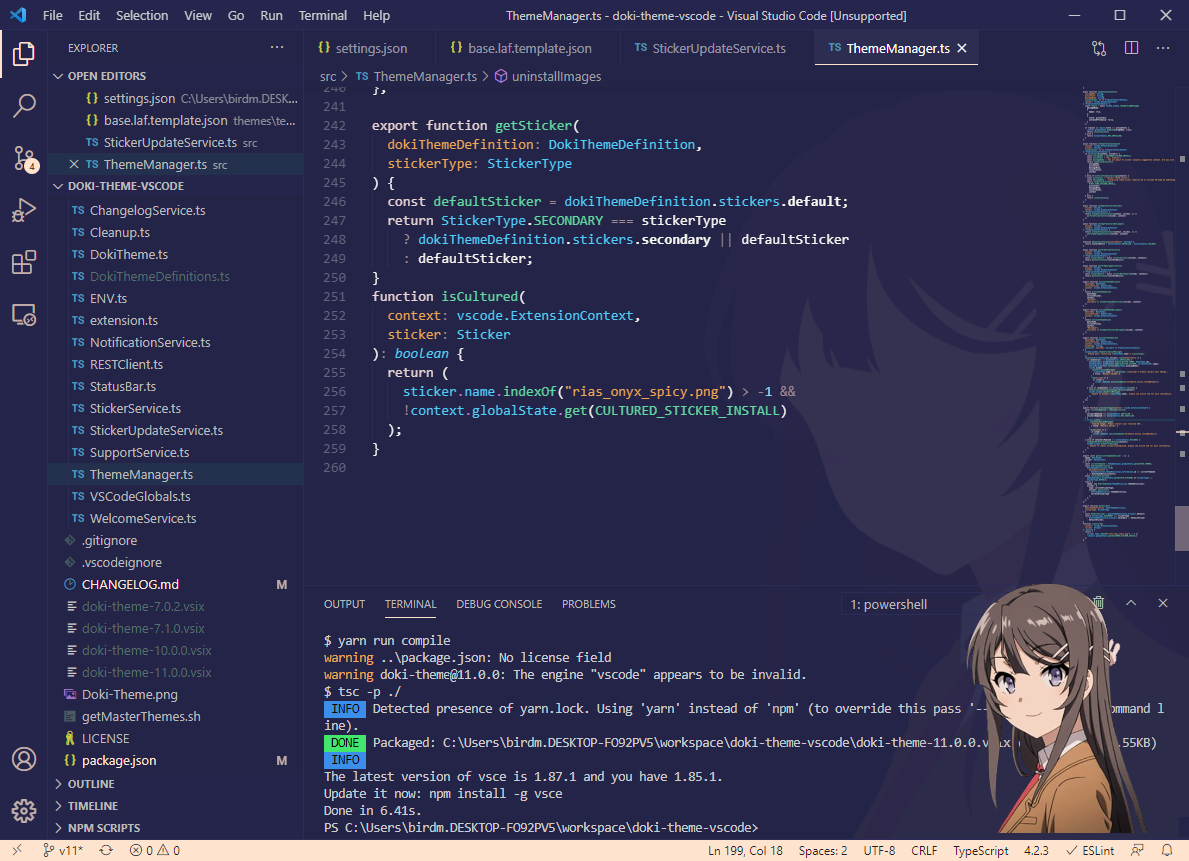 File Edit Selection View Go Run Terminal Help ThemeManager.ts - doki-theme-vscode - Visual Studio Code [Unsupported]
EXPLORER
OPEN EDITORS
{} settings.json C:\Users\birdm.DESK...
{} base.laf.template.json themes\te...
TS StickerUpdateService.ts src
TS ThemeManager.ts src
4
DOKI-THEME-VSCODE
TS ChangelogService.ts
TS Cleanup.ts
TS DokiTheme.ts
TS DokiThemeDefinitions.ts
TS ENV.ts
TS extension.ts
TS NotificationService.ts
TS RESTClient.ts
TS StatusBar.ts
TS StickerService.ts
TS StickerUpdateService.ts
TS SupportService.ts
TS ThemeManager.ts
TS VSCodeGlobals.ts
TS WelcomeService.ts
.gitignore
.vscodeignore
CHANGELOG.md M
doki-theme-7.0.2.vsix
doki-theme-7.1.0.vsix
doki-theme-10.0.0.vsix
doki-theme-11.0.0.vsix
Doki-Theme.png
getMasterThemes.sh
LICENSE
{} package.json M
OUTLINE
TIMELINE
NPM SCRIPTS
{} settings.json {} base.laf.template.json TS StickerUpdateService.ts TS ThemeManager.ts
src > TS ThemeManager.ts > uninstallImages
240 };
241
242 export function getSticker(
243 dokiThemeDefinition: DokiThemeDefinition,
244 stickerType: StickerType
245 ) {
246 const defaultSticker = dokiThemeDefinition.stickers.default;
247 return StickerType.SECONDARY === stickerType
248 ? dokiThemeDefinition.stickers.secondary || defaultSticker
249 : defaultSticker;
250 }
251 function isCultured(
252 context: vscode.ExtensionContext,
253 sticker: Sticker
254 ): boolean {
255 return (
256 sticker.name.indexOf("rias_onyx_spicy.png") > -1 &&
257 !context.globalState.get(CULTURED_STICKER_INSTALL)
258 );
259 }
260
OUTPUT TERMINAL DEBUG CONSOLE PROBLEMS 1: powershell
$ yarn run compile
warning ..\package.json: No license field
warning doki-theme@11.0.0: The engine "vscode" appears to be invalid.
$ tsc -p ./
INFO Detected presence of yarn.lock. Using 'yarn' instead of 'npm' (to override this pass '-- ommand l
ine).
DONE Packaged: C:\Users\birdm.DESKTOP-FO92PV5\workspace\doki-theme-vscode\doki-theme-11.0.0.vsix .55KB)
INFO
The latest version of vsce is 1.87.1 and you have 1.85.1.
Update it now: npm install -g vsce
Done in 6.41s.
PS C:\Users\birdm.DESKTOP-FO92PV5\workspace\doki-theme-vscode>
v11* 0 0 Ln 199, Col 18 Spaces: 2 UTF-8 CRLF TypeScript 4.2.3 ESLint